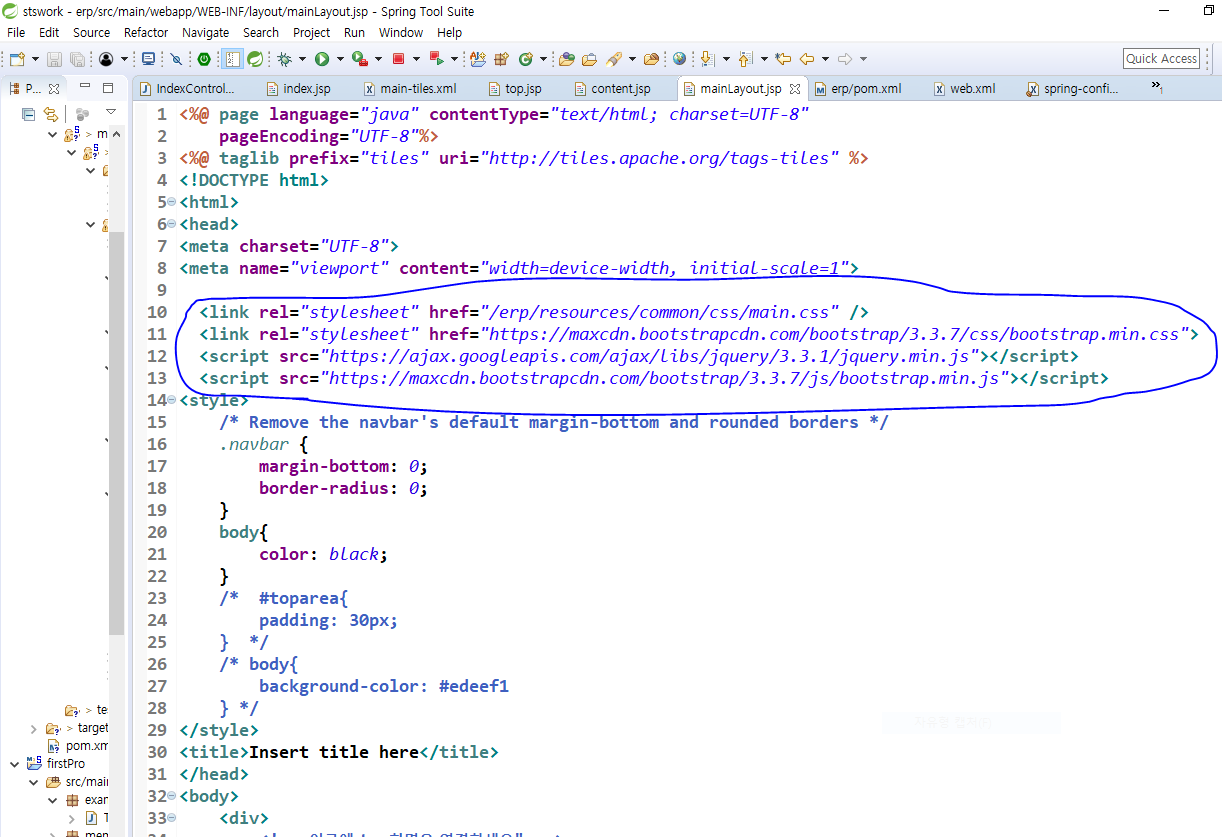 stswork - erp/src/main/webapp/WEB-INF/layout/mainLayout.jsp - Spring Tool Suite
File Edit Source Refactor Navigate Search Project Run Window Help
Quick Access
P...
IndexControl... index.jsp main-tiles.xml top.jsp content.jsp mainLayout.jsp erp/pom.xml web.xml spring-confi... »1
1 <%@ page language="java" contentType="text/html; charset=UTF-8"
2 pageEncoding="UTF-8"%>
3 <%@ taglib prefix="tiles" uri="http://tiles.apache.org/tags-tiles" %>
4 <!DOCTYPE html>
5 <html>
6 <head>
7 <meta charset="UTF-8">
8 <meta name="viewport" content="width=device-width, initial-scale=1">
9
10 <link rel="stylesheet" href="/erp/resources/common/css/main.css" />
11 <link rel="stylesheet" href="https://maxcdn.bootstrapcdn.com/bootstrap/3.3.7/css/bootstrap.min.css">
12 <script src="https://ajax.googleapis.com/ajax/libs/jquery/3.3.1/jquery.min.js"></script>
13 <script src="https://maxcdn.bootstrapcdn.com/bootstrap/3.3.7/js/bootstrap.min.js"></script>
14 <style>
15 /* Remove the navbar's default margin-bottom and rounded borders */
16 .navbar {
17 margin-bottom: 0;
18 border-radius: 0;
19 }
20 body{
21 color: black;
22 }
23 /* #toparea{
24 padding: 30px;
25 } */
26 /* body{
27 background-color: #edeef1
28 } */
29 </style>
30 <title>Insert title here</title>
31 </head>
32 <body>
33 <div>
> m
> te
> target
pom.xm
firstPro
src/mai
exar
T